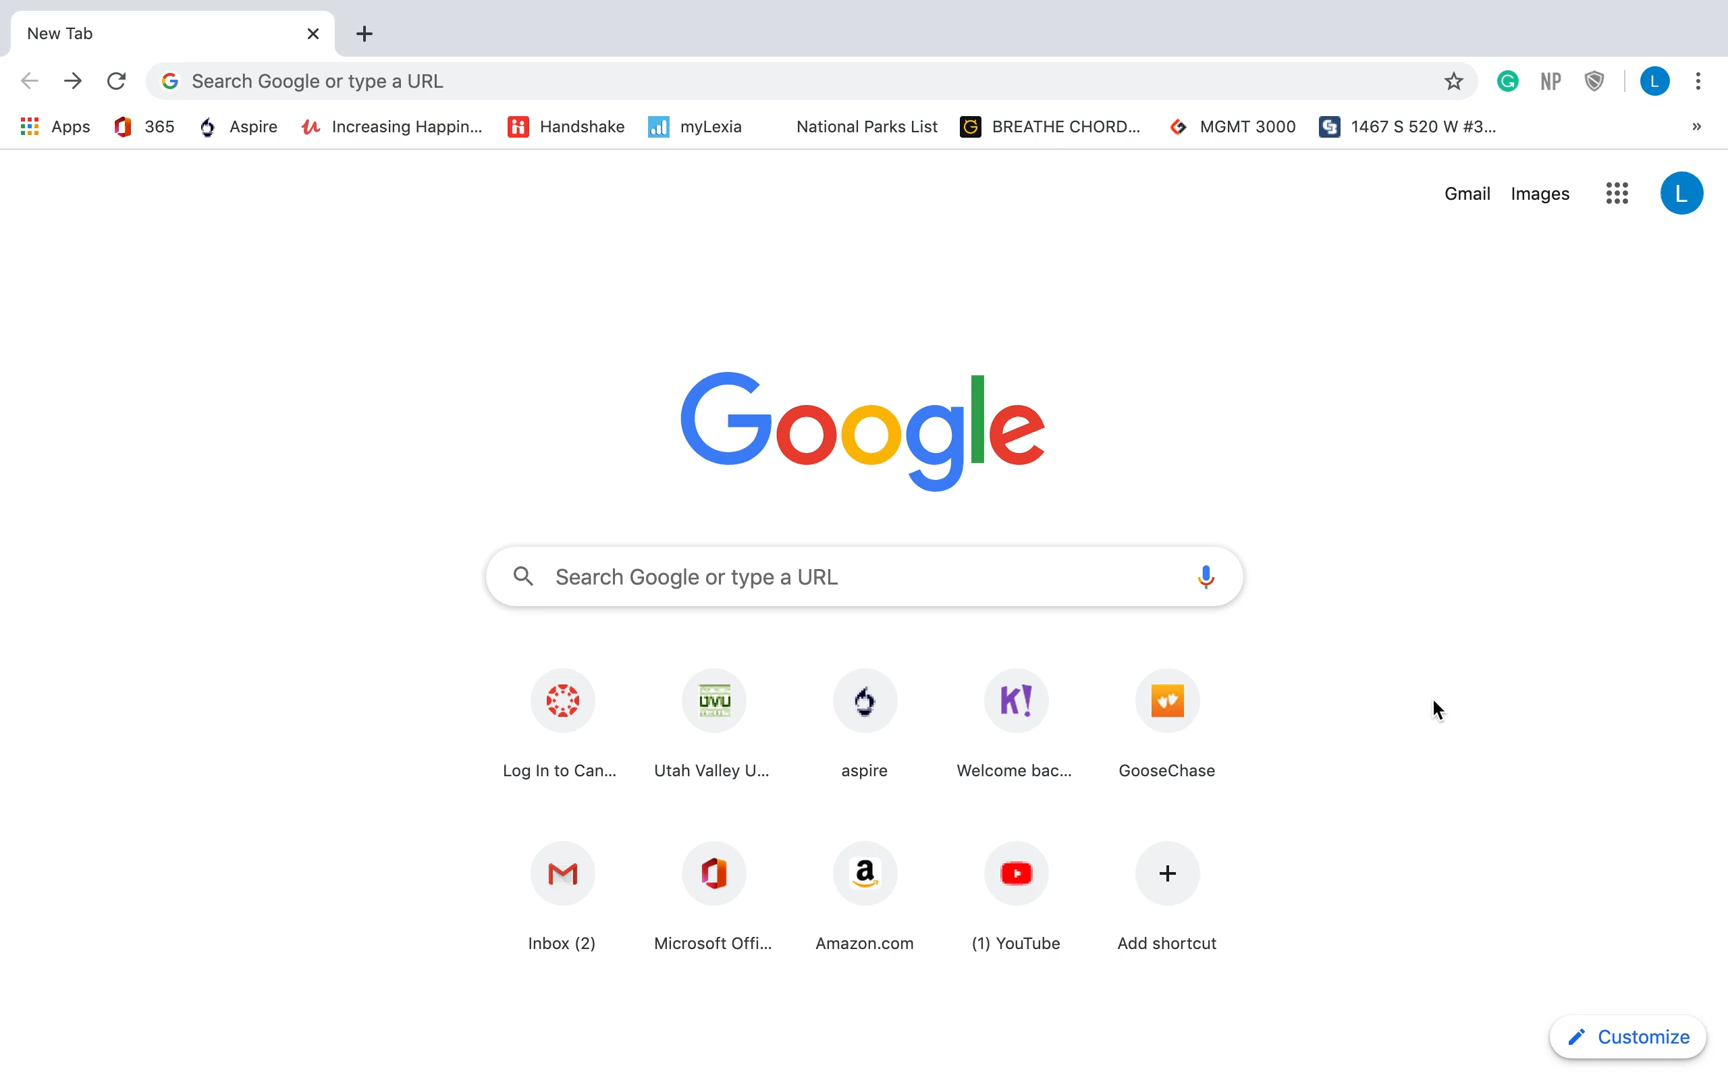 New Tab
Search Google or type a URL
NP
L
Apps
365
Aspire
Increasing Happin...
Handshake
myLexia
National Parks List
BREATHE CHORD...
MGMT 3000
1467 S 520 W #3...
»
Gmail
Images
L
Google
Search Google or type a URL
UVU
K!
Log In to Can...
Utah Valley U...
aspire
Welcome bac...
GooseChase
a
Inbox (2)
Microsoft Offi...
Amazon.com
(1) YouTube
Add shortcut
Customize